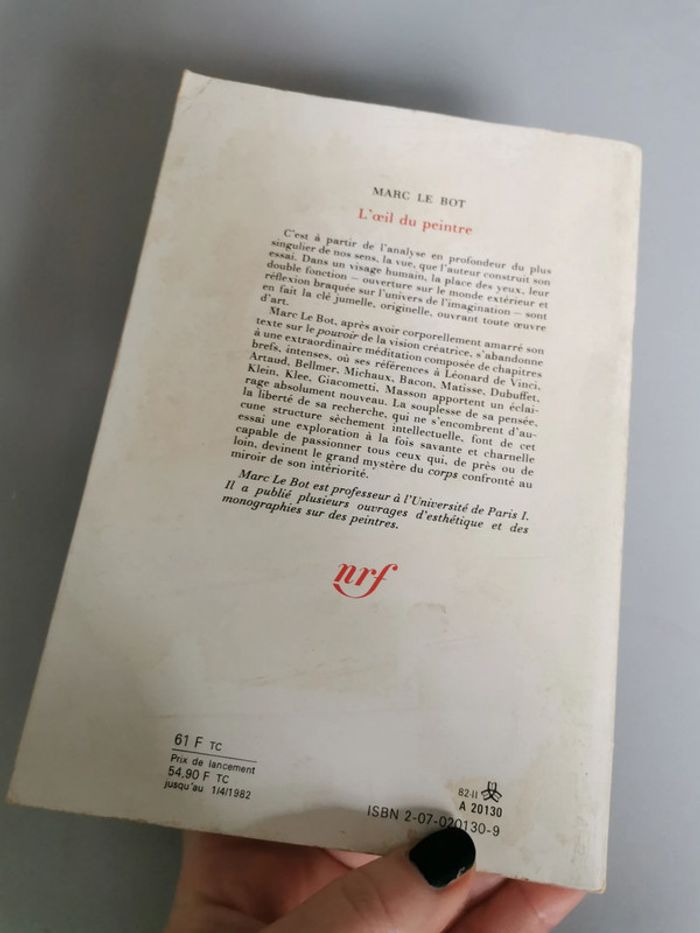 MARC LE BOT
L'œil du peintre
C'est à partir de l'analyse en profondeur du plus
singulier de nos sens, la vue, que l'auteur construit son
essai. Dans un visage humain, la place des yeux, leur
double fonction — ouverture sur le monde extérieur et
réflexion braquée sur l'univers de l'imagination — sont
en fait la clé jumelle, originelle, ouvrant toute œuvre
d'art.
Marc Le Bot, après avoir corporellement amarré son
texte sur le pouvoir de la vision créatrice, s'abandonne
à une extraordinaire méditation composée de chapitres
brefs, intenses, où ses références à Léonard de Vinci,
Artaud, Bellmer, Michaux, Bacon, Matisse, Dubuffet,
Klein, Klee, Giacometti, Masson apportent un éclai-
rage absolument nouveau. La souplesse de sa pensée,
la liberté de sa recherche, qui ne s'encombrent d'au-
cune structure sèchement intellectuelle, font de cet
essai une exploration à la fois savante et charnelle
capable de passionner tous ceux qui, de près ou de
loin, devinent le grand mystère du corps confronté au
miroir de son intériorité.
Marc Le Bot est professeur à l'Université de Paris I.
Il a publié plusieurs ouvrages d'esthétique et des
monographies sur des peintres.
nrf
61 F TC
Prix de lancement
54,90 F TC
jusqu'au 1/4/1982
82-II
A 20130
ISBN 2-07-020130-9